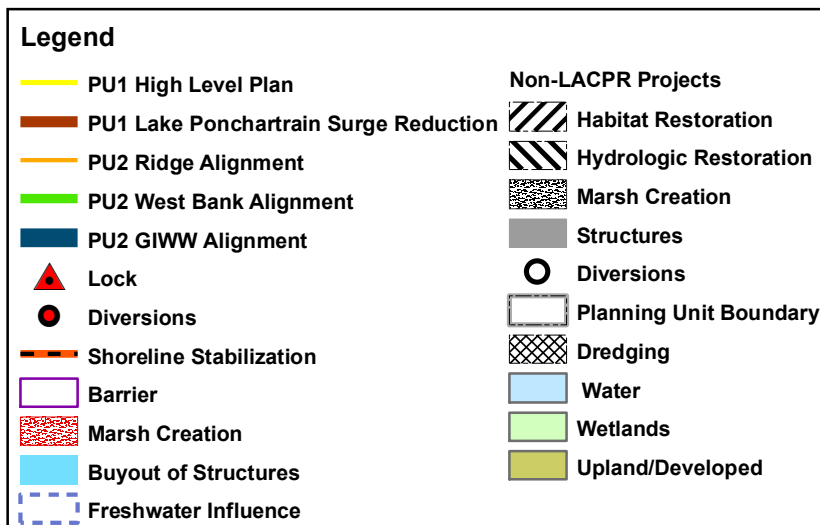 Legend
PU1 High Level Plan
PU1 Lake Ponchartrain Surge Reduction
PU2 Ridge Alignment
PU2 West Bank Alignment
PU2 GIWW Alignment
Lock
Diversions
Shoreline Stabilization
Barrier
Marsh Creation
Buyout of Structures
Freshwater Influence
Non-LACPR Projects
Habitat Restoration
Hydrologic Restoration
Marsh Creation
Structures
Diversions
Planning Unit Boundary
Dredging
Water
Wetlands
Upland/Developed